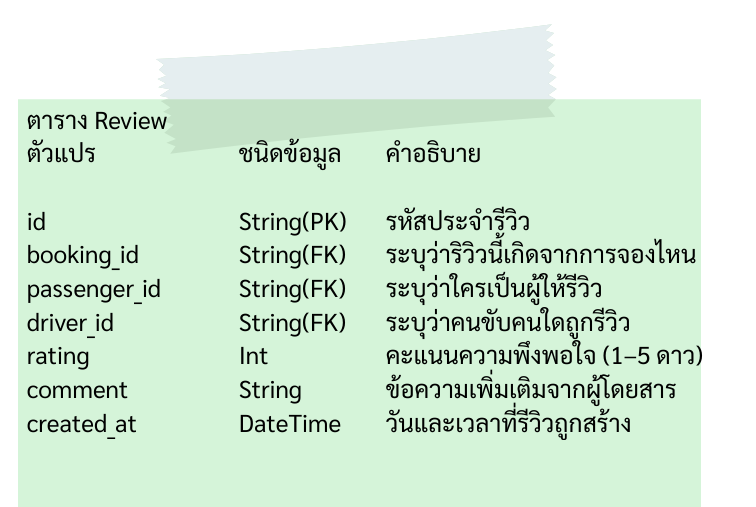 ตาราง Review
ตัวแปร ชนิดข้อมูล คำอธิบาย
id String(PK) รหัสประจำรีวิว
booking_id String(FK) ระบุว่าริวิวนี้เกิดจากการจองไหน
passenger_id String(FK) ระบุว่าใครเป็นผู้ให้รีวิว
driver_id String(FK) ระบุว่าคนขับคนใดถูกรีวิว
rating Int คะแนนความพึงพอใจ (1–5 ดาว)
comment String ข้อความเพิ่มเติมจากผู้โดยสาร
created_at DateTime วันและเวลาที่รีวิวถูกสร้าง